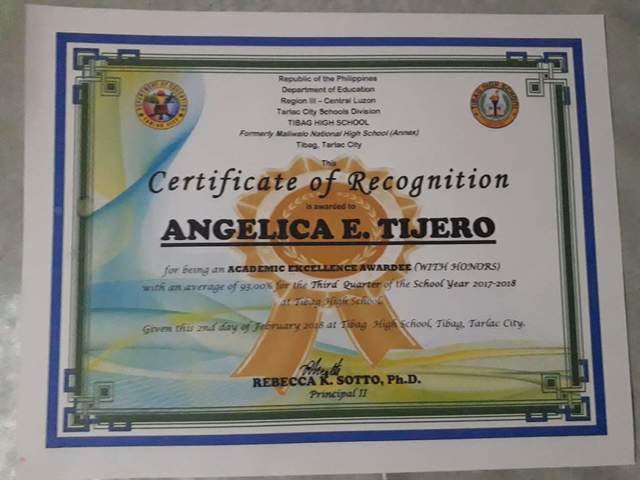 Republic of the Philippines
Department of Education
Region III – Central Luzon
Tarlac City Schools Division
TIBAG HIGH SCHOOL
Formerly Maliwalo National High School (Annex)
Tibag, Tarlac City
This
Certificate of Recognition
is awarded to
ANGELICA E. TIJERO
for being an ACADEMIC EXCELLENCE AWARDEE (WITH HONORS)
with an average of 93.00% for the Third Quarter of the School Year 2017-2018
at Tibag High School.
Given this 2nd day of February 2018 at Tibag High School, Tibag, Tarlac City.
REBECCA K. SOTTO, Ph.D.
Principal II